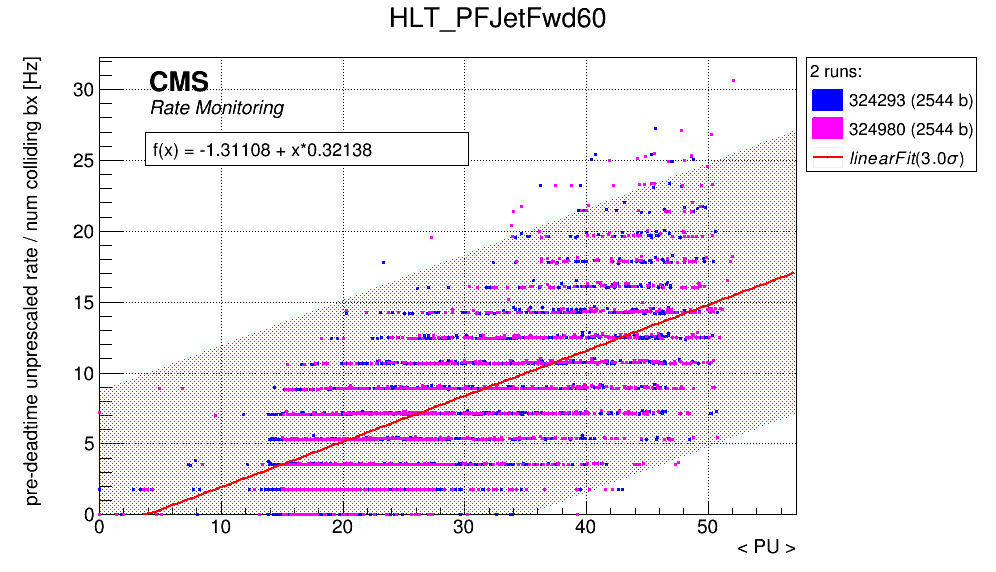 HLT_PFJetFwd60
pre-deadtime unprescaled rate / num colliding bx [Hz]
CMS
Rate Monitoring
f(x) = -1.31108 + x*0.32138
30
25
20
15
10
5
0
0 10 20 30 40 50
< PU >
2 runs:
324293 (2544 b)
324980 (2544 b)
linearFit(3.0σ)